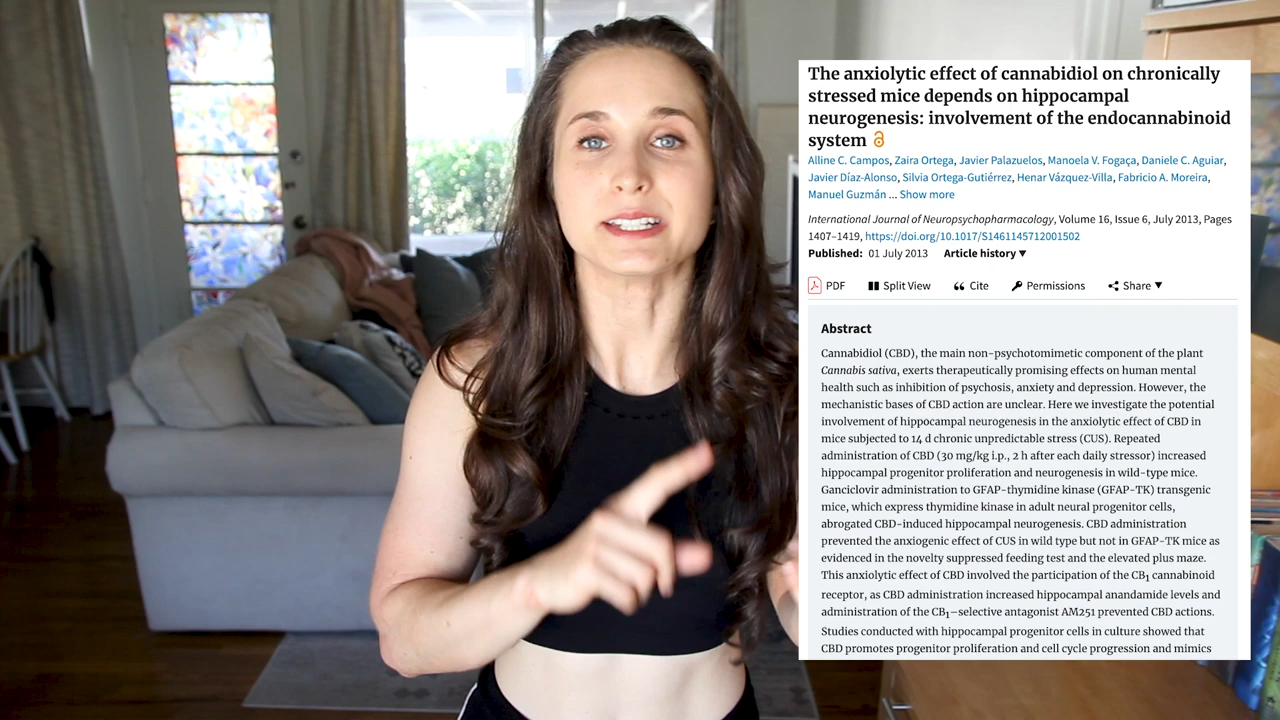 The anxiolytic effect of cannabidiol on chronically
stressed mice depends on hippocampal
neurogenesis: involvement of the endocannabinoid
system
Alline C. Campos, Zaira Ortega, Javier Palazuelos, Manoela V. Fogaça, Daniele C. Aguiar,
Javier Díaz-Alonso, Silvia Ortega-Gutiérrez, Henar Vázquez-Villa, Fabricio A. Moreira,
Manuel Guzmán ... Show more
International Journal of Neuropsychopharmacology, Volume 16, Issue 6, July 2013, Pages
1407–1419, https://doi.org/10.1017/S1461145712001502
Published: 01 July 2013 Article history ▼
PDF Split View Cite Permissions Share ▼
Abstract
Cannabidiol (CBD), the main non-psychotomimetic component of the plant
Cannabis sativa, exerts therapeutically promising effects on human mental
health such as inhibition of psychosis, anxiety and depression. However, the
mechanistic bases of CBD action are unclear. Here we investigate the potential
involvement of hippocampal neurogenesis in the anxiolytic effect of CBD in
mice subjected to 14 d chronic unpredictable stress (CUS). Repeated
administration of CBD (30 mg/kg i.p., 2 h after each daily stressor) increased
hippocampal progenitor proliferation and neurogenesis in wild-type mice.
Ganciclovir administration to GFAP-thymidine kinase (GFAP-TK) transgenic
mice, which express thymidine kinase in adult neural progenitor cells,
abrogated CBD-induced hippocampal neurogenesis. CBD administration
prevented the anxiogenic effect of CUS in wild type but not in GFAP-TK mice as
evidenced in the novelty suppressed feeding test and the elevated plus maze.
This anxiolytic effect of CBD involved the participation of the CB1 cannabinoid
receptor, as CBD administration increased hippocampal anandamide levels and
administration of the CB1–selective antagonist AM251 prevented CBD actions.
Studies conducted with hippocampal progenitor cells in culture showed that
CBD promotes progenitor proliferation and cell cycle progression and mimics